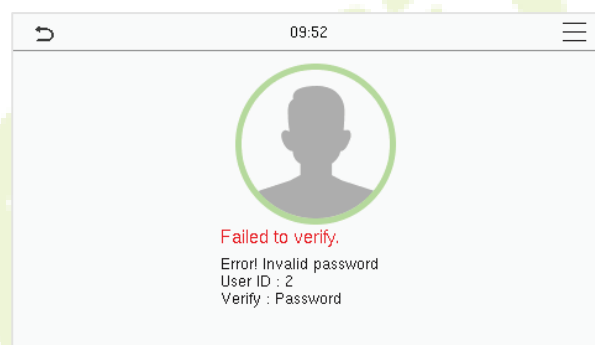 09:52
Failed to verify.
Error! Invalid password
User ID : 2
Verify : Password